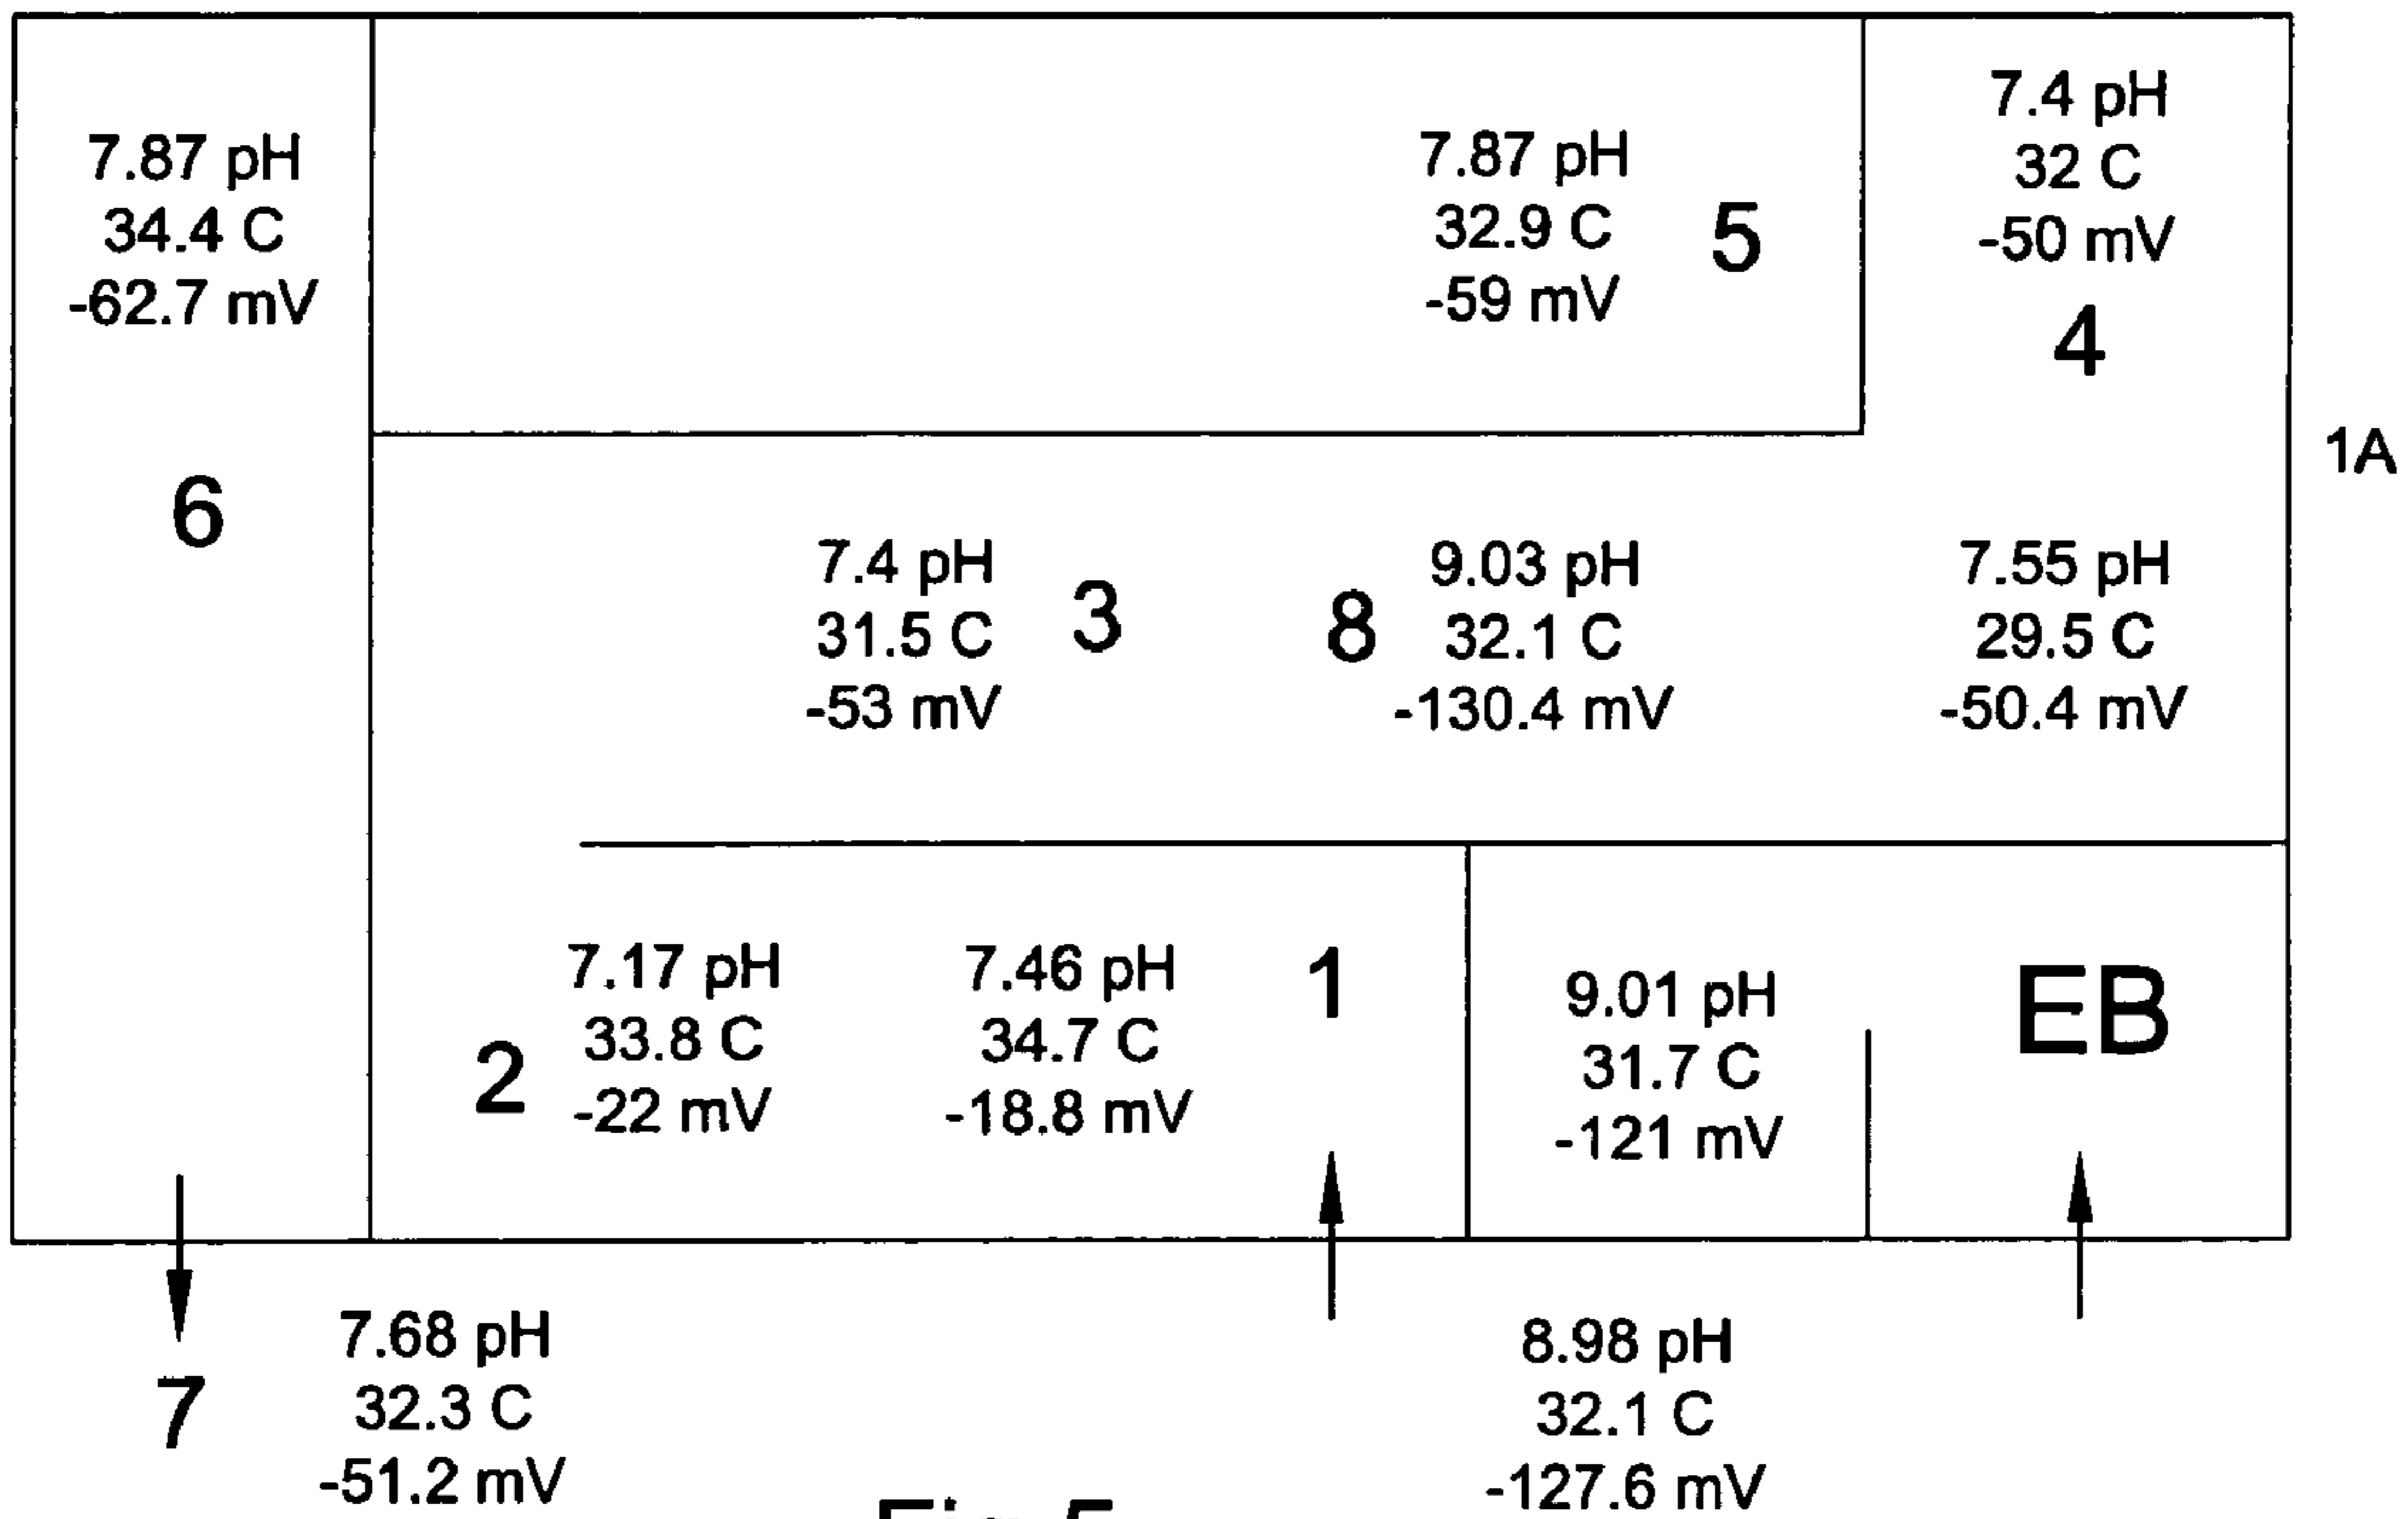 7.87 pH
34.4 C
-62.7 mV
6
7.87 pH
32.9 C
-59 mV
5
7.4 pH
32 C
-50 mV
4
1A
7.4 pH
31.5 C
-53 mV
3
8
9.03 pH
32.1 C
-130.4 mV
7.55 pH
29.5 C
-50.4 mV
2
7.17 pH
33.8 C
-22 mV
7.46 pH
34.7 C
-18.8 mV
1
9.01 pH
31.7 C
-121 mV
EB
7
7.68 pH
32.3 C
-51.2 mV
8.98 pH
32.1 C
-127.6 mV